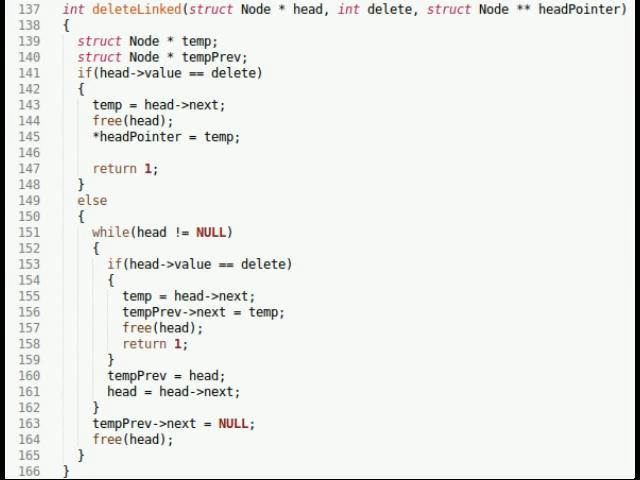 137 int deleteLinked(struct Node * head, int delete, struct Node ** headPointer)
138 {
139 struct Node * temp;
140 struct Node * tempPrev;
141 if(head->value == delete)
142 {
143 temp = head->next;
144 free(head);
145 *headPointer = temp;
146
147 return 1;
148 }
149 else
150 {
151 while(head != NULL)
152 {
153 if(head->value == delete)
154 {
155 temp = head->next;
156 tempPrev->next = temp;
157 free(head);
158 return 1;
159 }
160 tempPrev = head;
161 head = head->next;
162 }
163 tempPrev->next = NULL;
164 free(head);
165 }
166 }